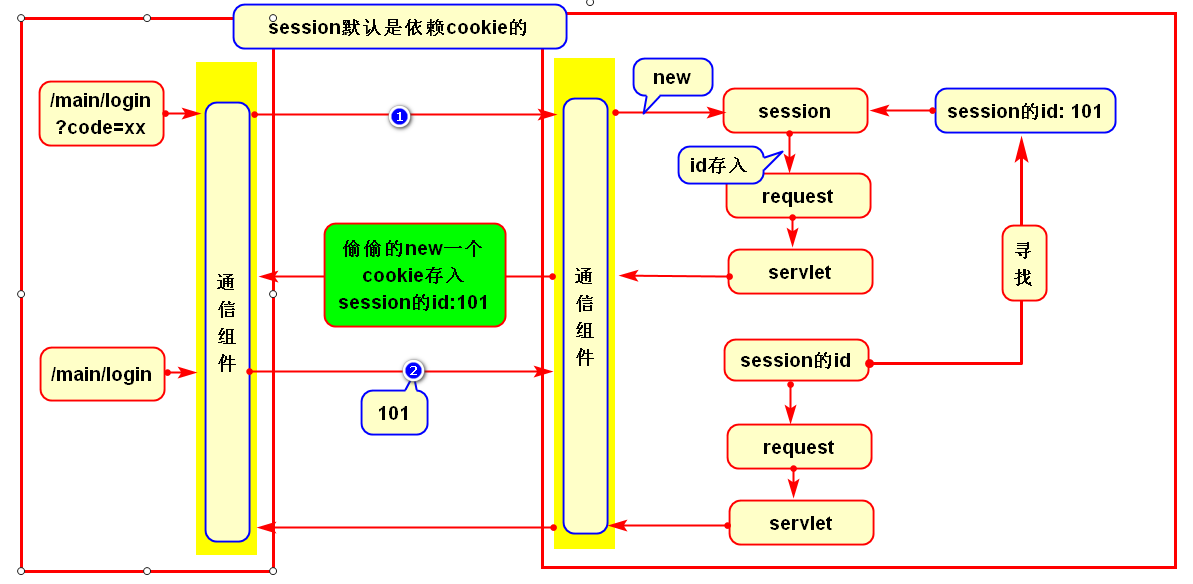 session默认是依赖cookie的
/main/login
?code=xx
1
new
session
session的id: 101
id存入
request
servlet
偷偷的new一个
cookie存入
session的id:101
通
信
组
件
通
信
组
件
寻
找
/main/login
2
101
session的id
request
servlet